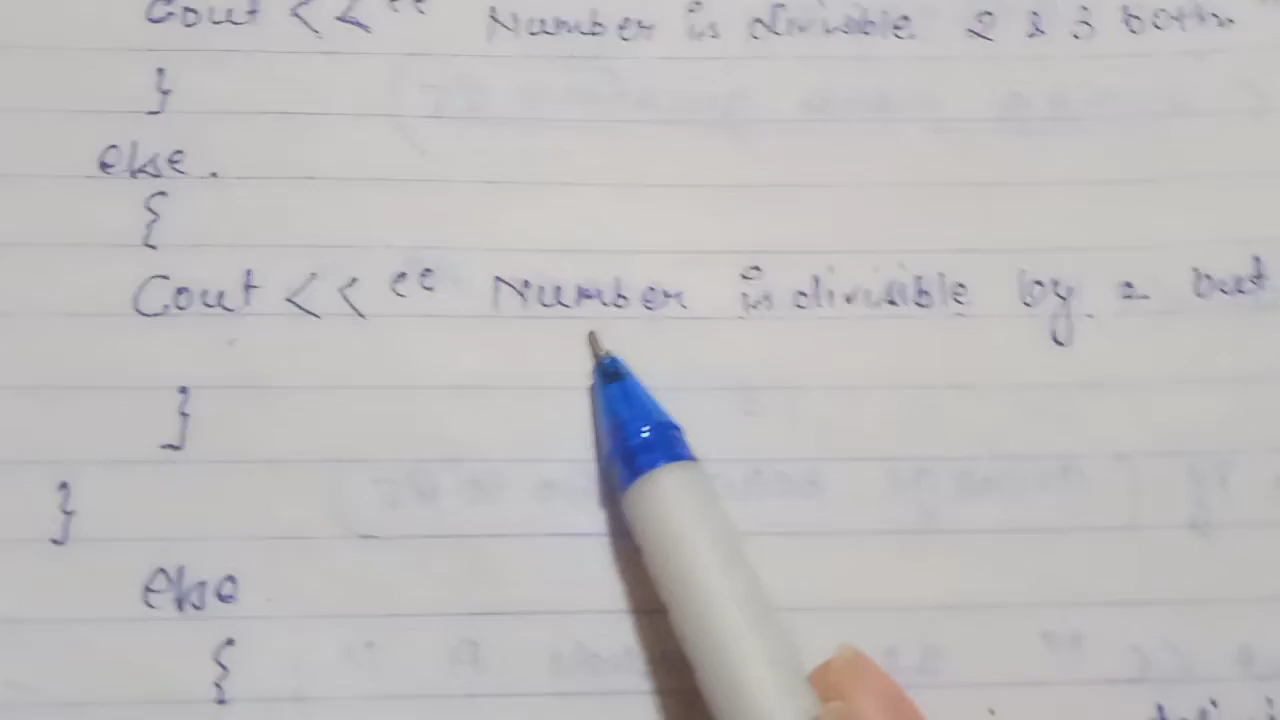 Cout << “ Number is divisible 2 & 3 both "
}
else.
{
Cout << “ Number is divisible by 2 but
}
}
else
{